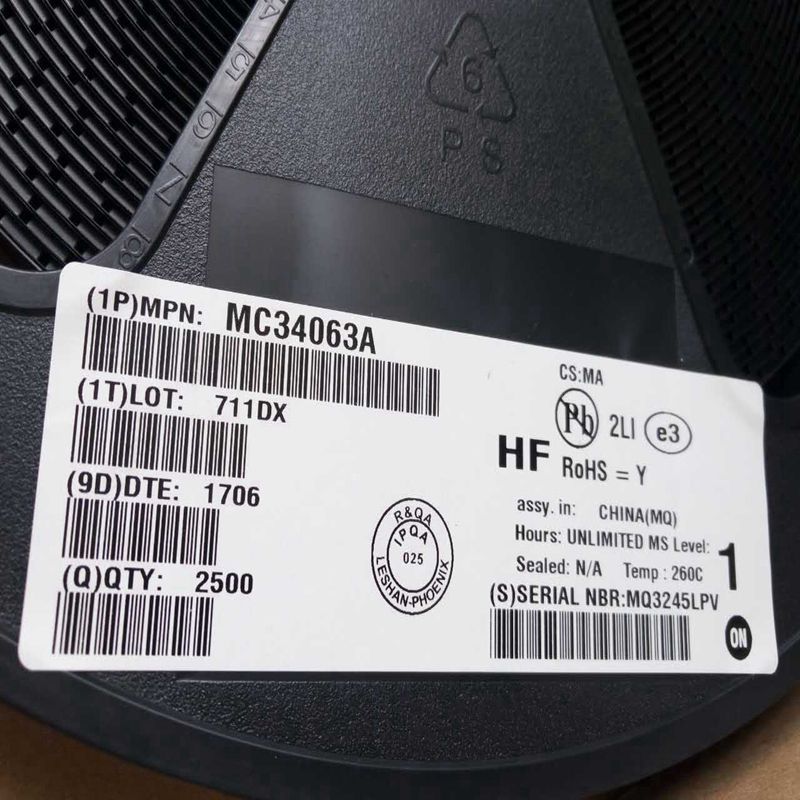 6
PS
(1P)MPN: MC34063A
(1T)LOT: 711DX
(9D)DTE: 1706
(Q)QTY: 2500
R&QA
IPQA
025
LESHAN-PHOENIX
CS:MA
Pb 2LI e3
HF RoHS = Y
assy. in: CHINA(MQ)
Hours: UNLIMITED MS Level: 1
Sealed: N/A Temp : 260C
(S)SERIAL NBR:MQ3245LPV
ON